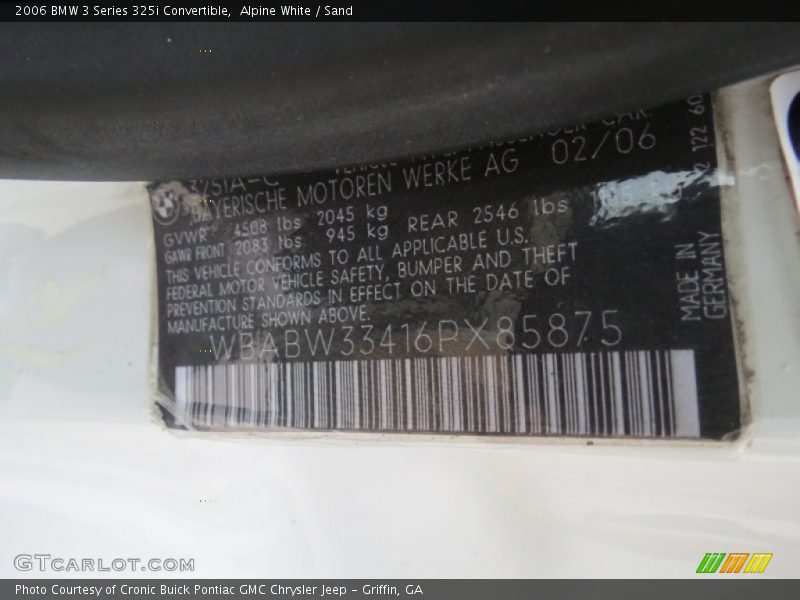 2006 BMW 3 Series 325i Convertible,  Alpine White / Sand
BAYERISCHE MOTOREN WERKE AG 02/06
GVWR 4508 lbs 2045 kg
GAWR FRONT 2083 lbs 945 kg REAR 2546 lbs
THIS VEHICLE CONFORMS TO ALL APPLICABLE U.S.
FEDERAL MOTOR VEHICLE SAFETY, BUMPER AND THEFT
PREVENTION STANDARDS IN EFFECT ON THE DATE OF
MANUFACTURE SHOWN ABOVE.
WBABW33416PX85875
MADE IN
GERMANY
122 60
GTcarlot.com
Photo Courtesy of Cronic Buick Pontiac GMC Chrysler Jeep - Griffin, GA